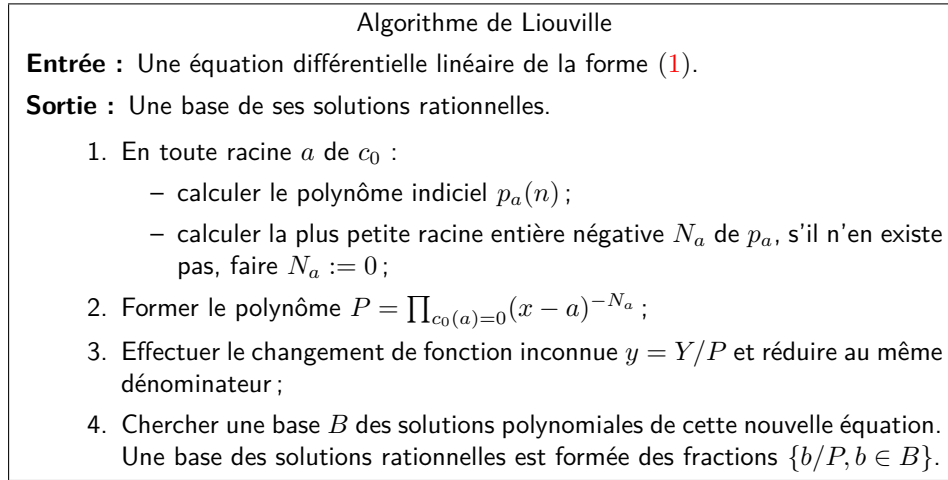 Algorithme de Liouville
Entrée : Une équation différentielle linéaire de la forme (1).
Sortie : Une base de ses solutions rationnelles.
1. En toute racine a de c₀ :
– calculer le polynôme indiciel pₐ(n) ;
– calculer la plus petite racine entière négative Nₐ de pₐ, s'il n'en existe
pas, faire Nₐ := 0 ;
2. Former le polynôme P = ∏_{c₀(a)=0}(x − a)^{−Nₐ} ;
3. Effectuer le changement de fonction inconnue y = Y/P et réduire au même
dénominateur ;
4. Chercher une base B des solutions polynomiales de cette nouvelle équation.
Une base des solutions rationnelles est formée des fractions {b/P, b ∈ B}.